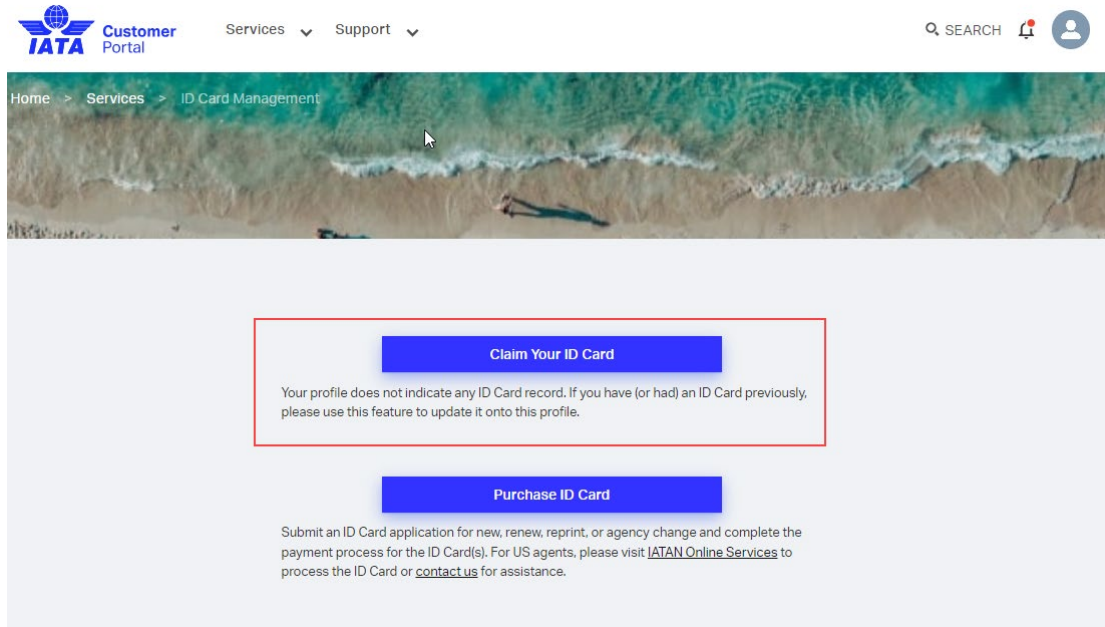 IATA
Customer
Portal
Services
Support
SEARCH
Home > Services > ID Card Management
Claim Your ID Card
Your profile does not indicate any ID Card record. If you have (or had) an ID Card previously,
please use this feature to update it onto this profile.
Purchase ID Card
Submit an ID Card application for new, renew, reprint, or agency change and complete the
payment process for the ID Card(s). For US agents, please visit IATAN Online Services to
process the ID Card or contact us for assistance.